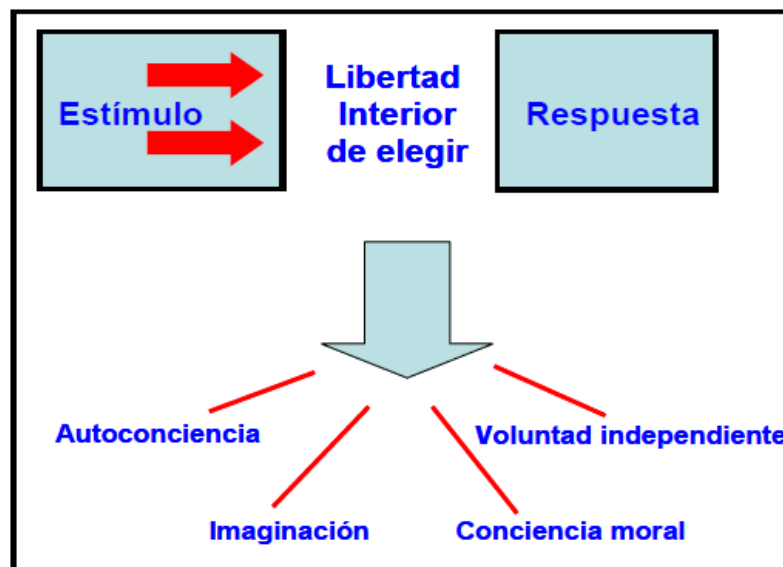 Estímulo
Libertad
Interior
de elegir
Respuesta
Autoconciencia
Voluntad independiente
Imaginación
Conciencia moral